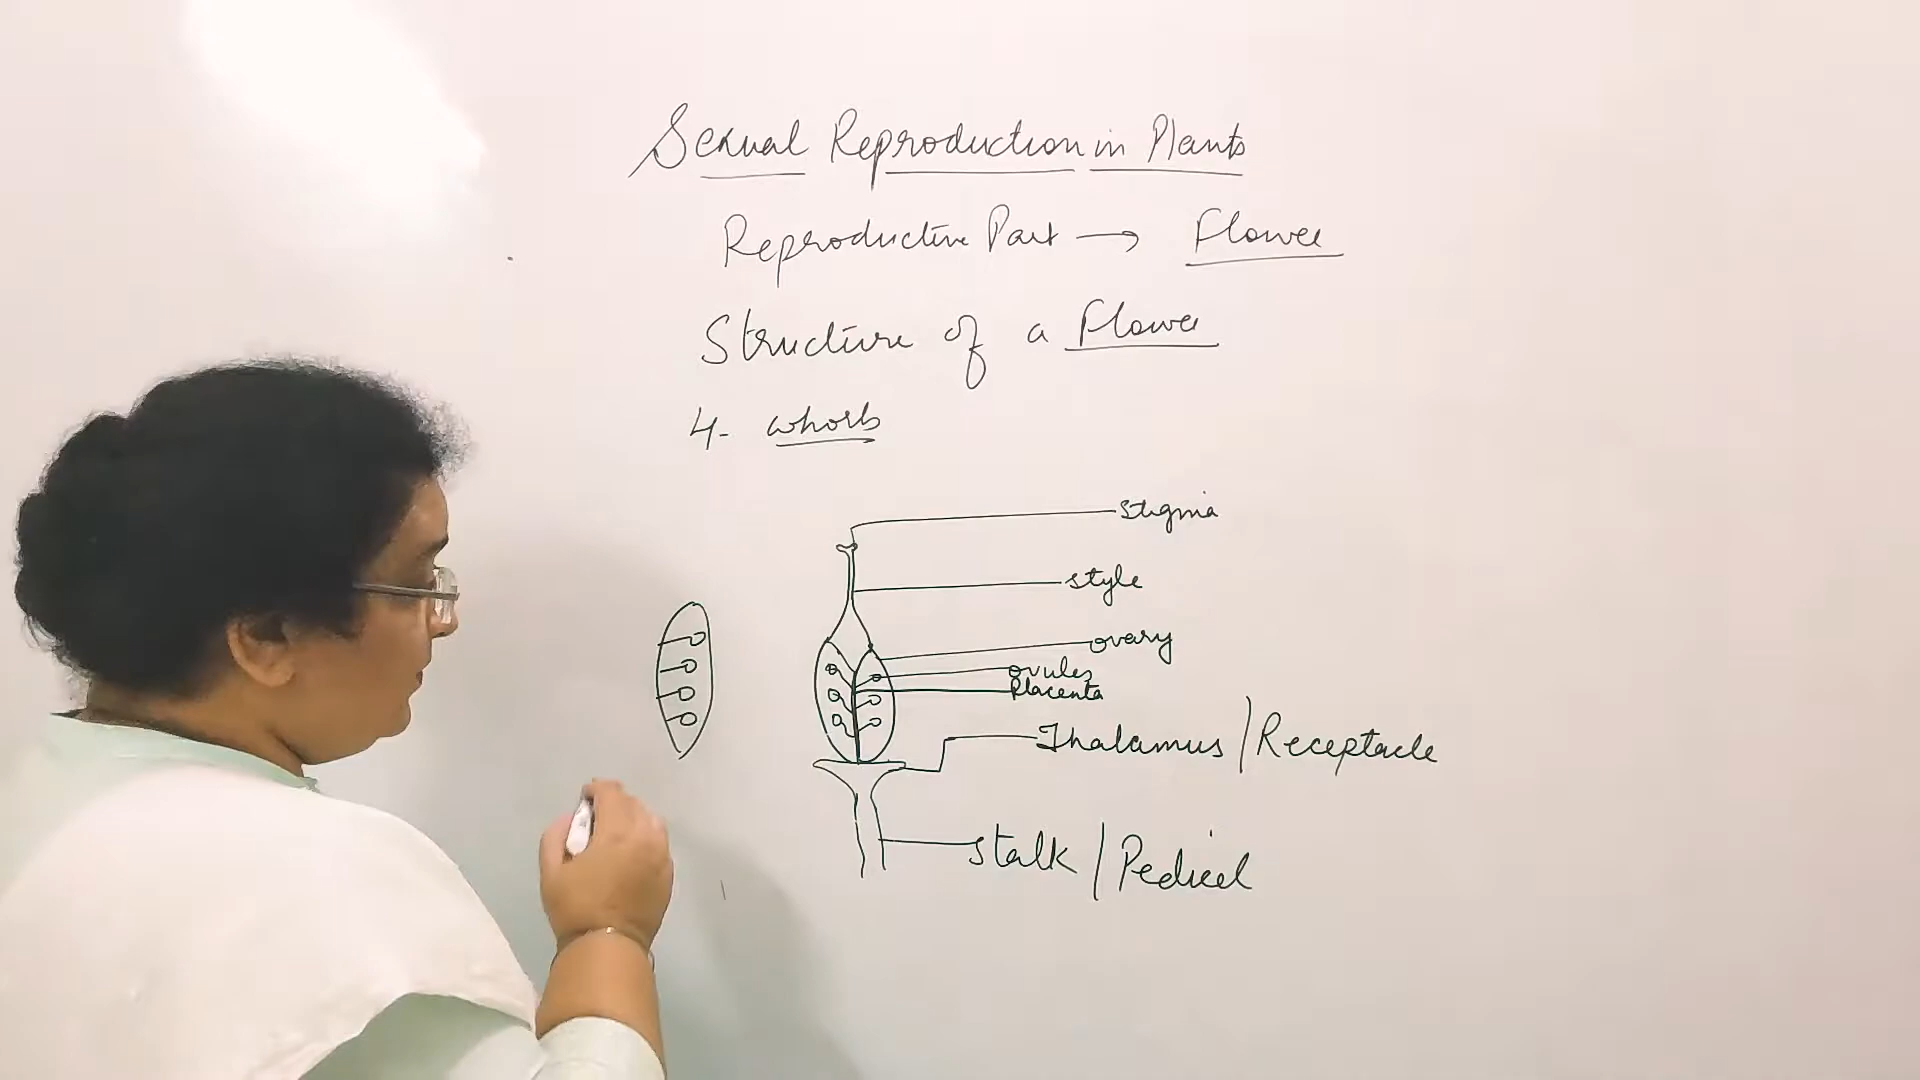 Sexual Reproduction in Plants
Reproductive Part → Flower
Structure of a Flower
4- whorls
Stigma
style
ovary
ovules
Placenta
Thalamus / Receptacle
Stalk / Pedicel